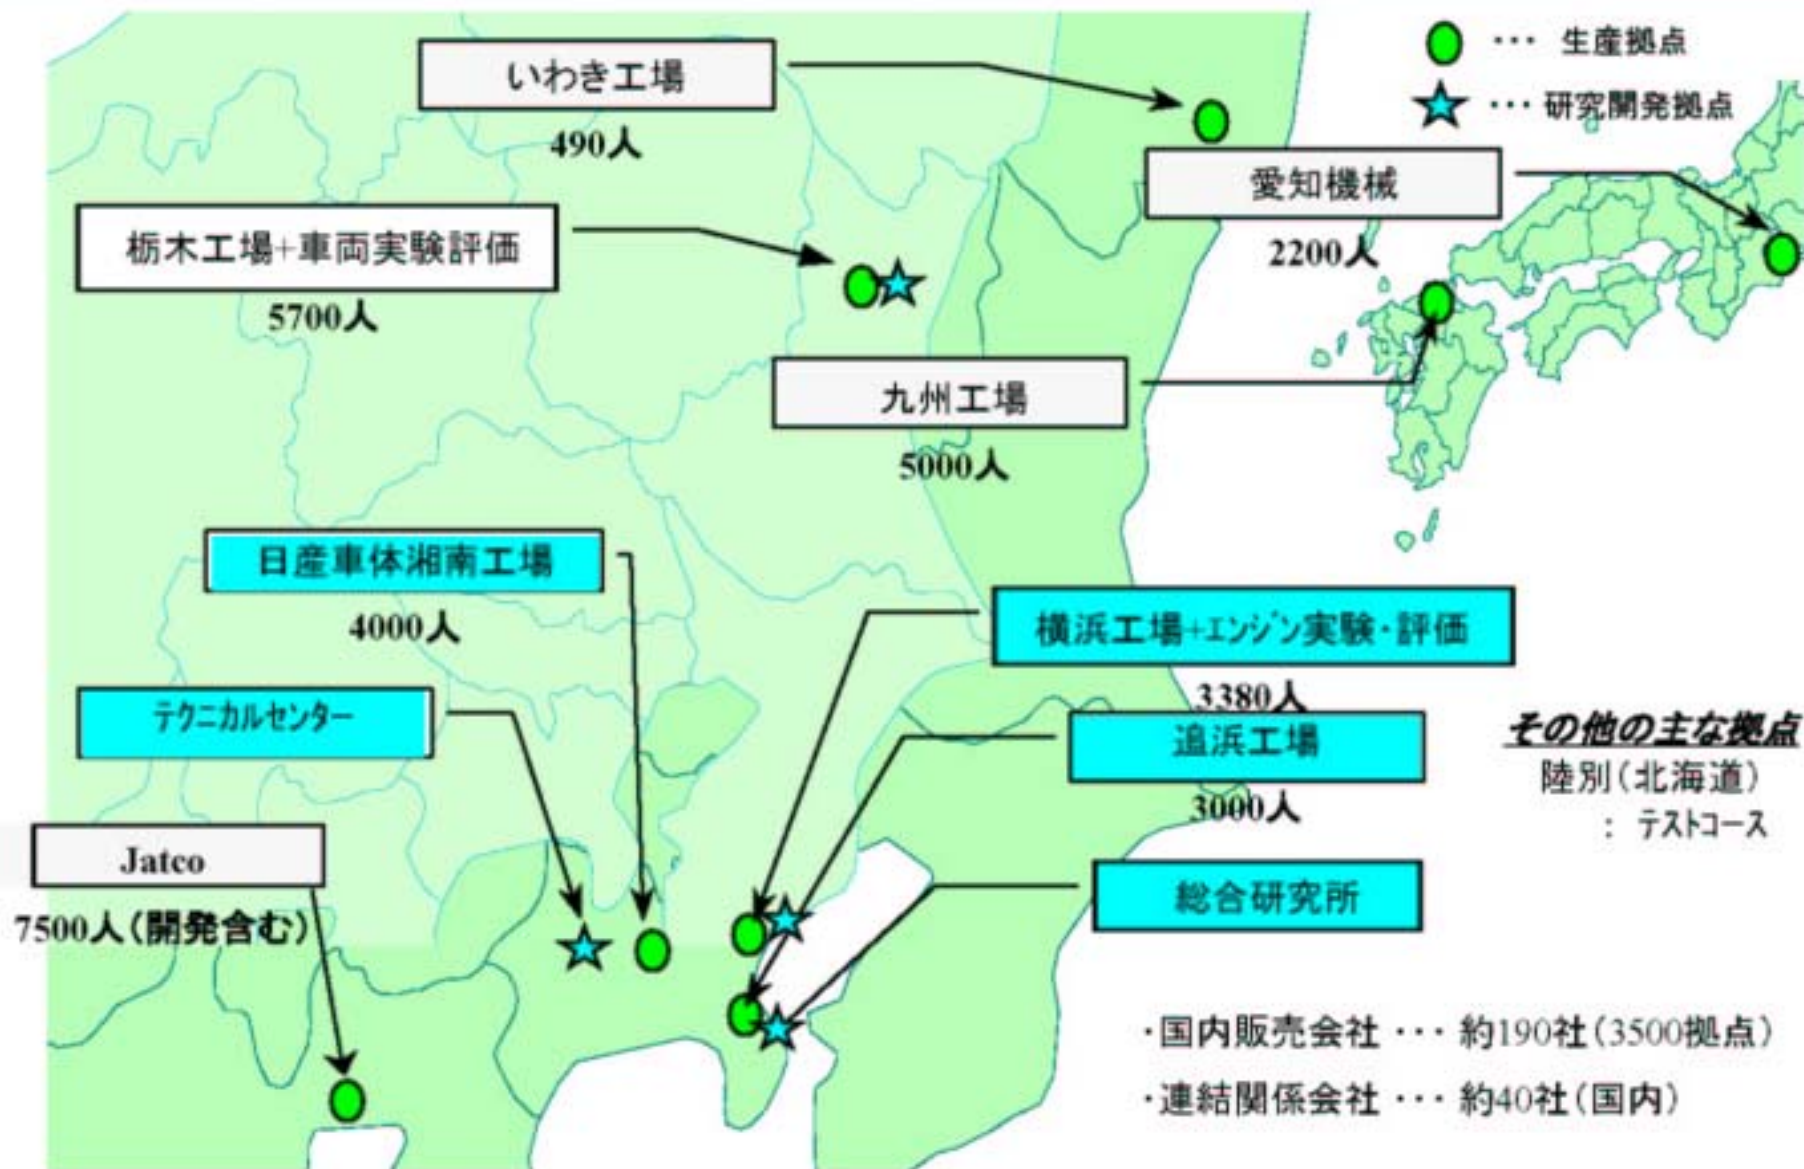 … 生産拠点
… 研究開発拠点
いわき工場
490人
愛知機械
2200人
栃木工場+車両実験評価
5700人
九州工場
5000人
日産車体湘南工場
4000人
横浜工場+エンジン実験・評価
3380人
テクニカルセンター
追浜工場
3000人
その他の主な拠点
陸別(北海道)
: テストコース
Jatco
7500人(開発含む)
総合研究所
・国内販売会社 … 約190社(3500拠点)
・連結関係会社 … 約40社(国内)